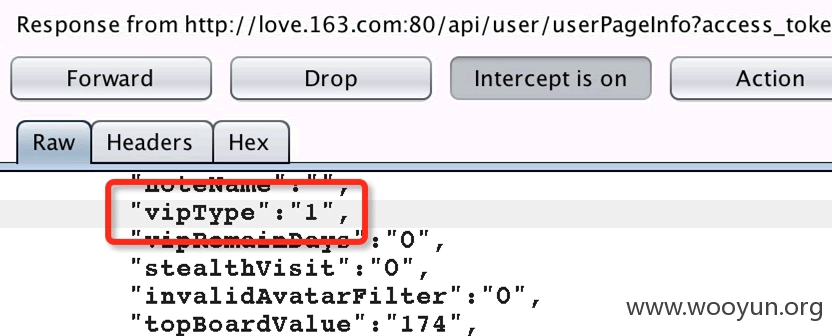 Response from http://love.163.com:80/api/user/userPageInfo?access_toke
Forward
Drop
Intercept is on
Action
Raw
Headers
Hex
"noteName":"",
"vipType":"1",
"vipRemainDays":"0",
"stealthVisit":"0",
"invalidAvatarFilter":"0",
"topBoardValue":"174",
www.wooyun.org